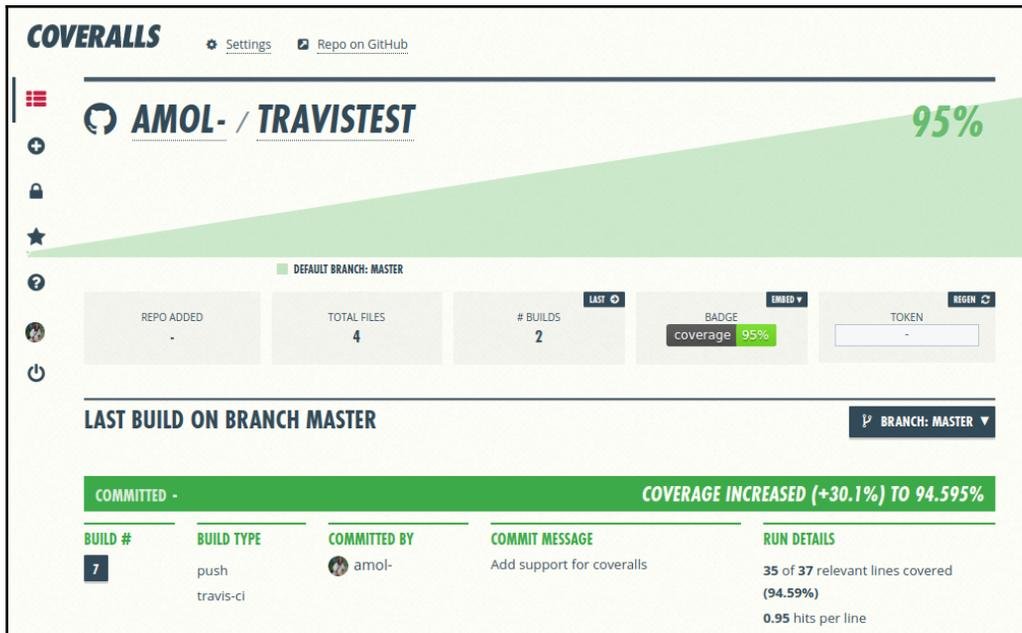 COVERALLS
Settings
Repo on GitHub
AMOL- / TRAVISTEST
95%
DEFAULT BRANCH: MASTER
REPO ADDED
-
TOTAL FILES
4
LAST
# BUILDS
2
EMBED ▾
BADGE
coverage 95%
REGEN
TOKEN
-
LAST BUILD ON BRANCH MASTER
BRANCH: MASTER ▼
COMMITTED -
COVERAGE INCREASED (+30.1%) TO 94.595%
BUILD #
7
BUILD TYPE
push
travis-ci
COMMITTED BY
amol-
COMMIT MESSAGE
Add support for coveralls
RUN DETAILS
35 of 37 relevant lines covered
(94.59%)
0.95 hits per line